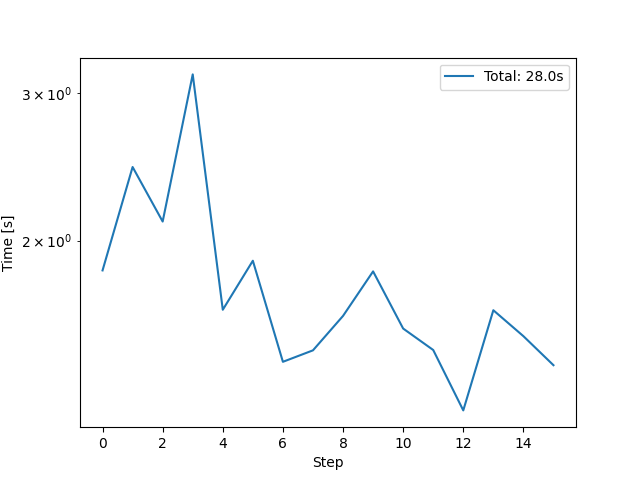 Total: 28.0s
3 × 10⁰
2 × 10⁰
Time [s]
0 2 4 6 8 10 12 14
Step